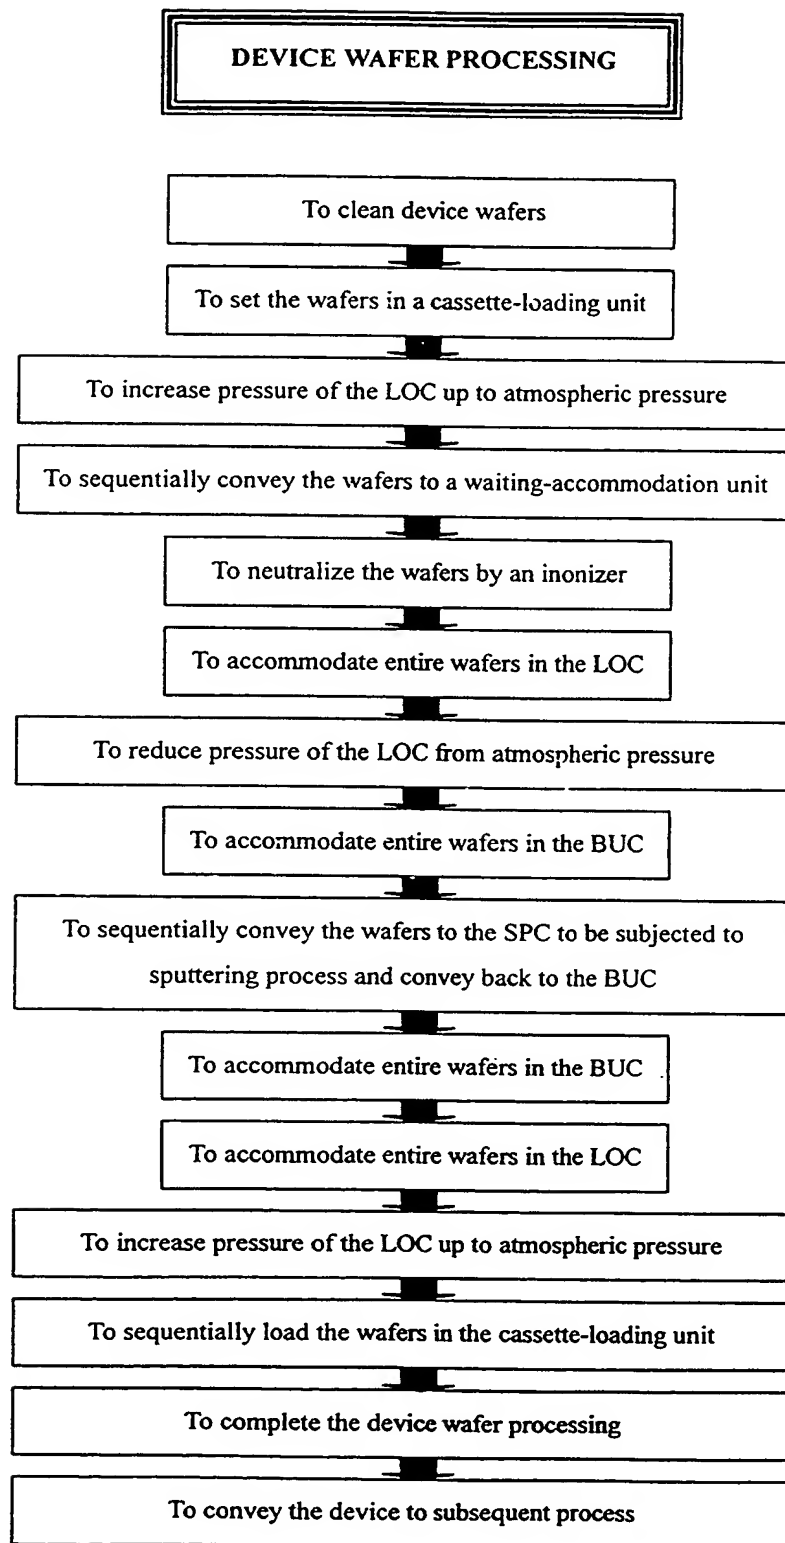 DEVICE WAFER PROCESSING
To clean device wafers
To set the wafers in a cassette-loading unit
To increase pressure of the LOC up to atmospheric pressure
To sequentially convey the wafers to a waiting-accommodation unit
To neutralize the wafers by an inonizer
To accommodate entire wafers in the LOC
To reduce pressure of the LOC from atmospheric pressure
To accommodate entire wafers in the BUC
To sequentially convey the wafers to the SPC to be subjected to
sputtering process and convey back to the BUC
To accommodate entire wafers in the BUC
To accommodate entire wafers in the LOC
To increase pressure of the LOC up to atmospheric pressure
To sequentially load the wafers in the cassette-loading unit
To complete the device wafer processing
To convey the device to subsequent process